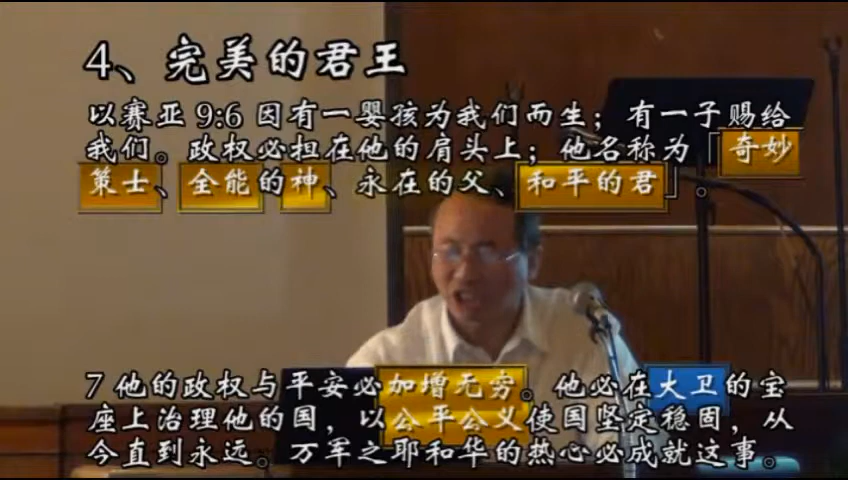 4、完美的君王
以赛亚 9:6 因有一婴孩为我们而生；有一子赐给
我们。政权必担在他的肩头上；他名称为「奇妙
策士、全能的神、永在的父、和平的君」。
7 他的政权与平安必加增无穷。他必在大卫的宝
座上治理他的国，以公平公义使国坚定稳固，从
今直到永远。万军之耶和华的热心必成就这事。